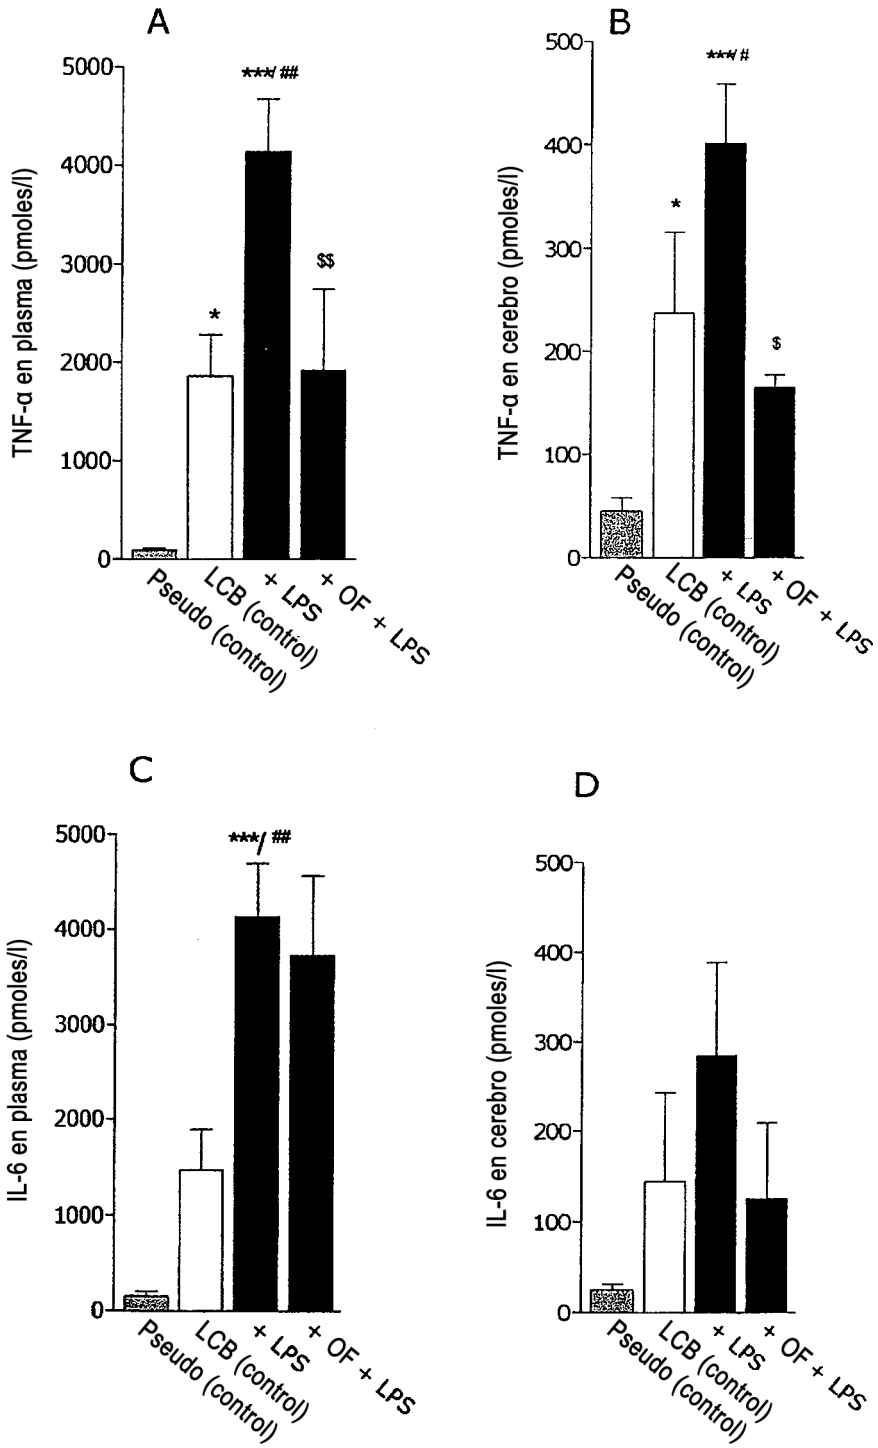 A
TNF-α en plasma (pmoles/l)
5000
4000
3000
2000
1000
0
*
***/ ##
$$
Pseudo (control)
LCB (control)
+ LPS
+ OF + LPS
B
TNF-α en cerebro (pmoles/l)
500
400
300
200
100
0
*
***/ #
$
Pseudo (control)
LCB (control)
+ LPS
+ OF + LPS
C
IL-6 en plasma (pmoles/l)
5000
4000
3000
2000
1000
0
***/ ##
Pseudo (control)
LCB (control)
+ LPS
+ OF + LPS
D
IL-6 en cerebro (pmoles/l)
500
400
300
200
100
0
Pseudo (control)
LCB (control)
+ LPS
+ OF + LPS